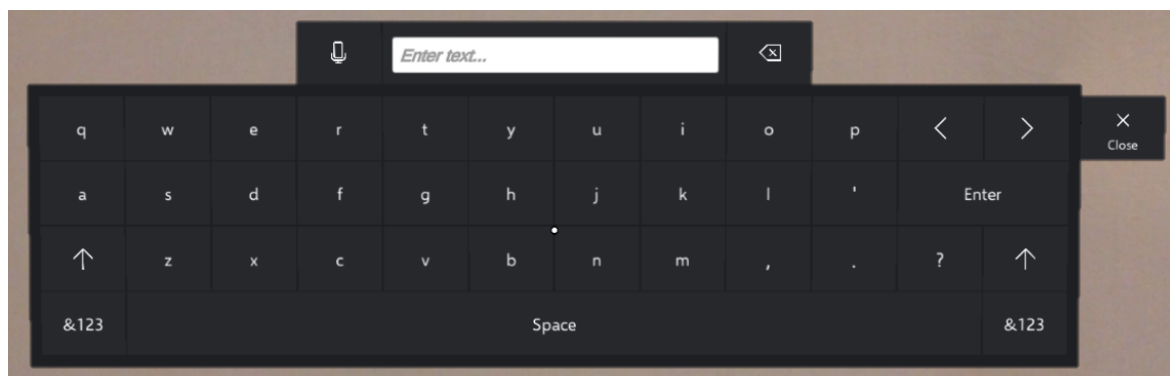 Enter text...
q w e r t y u i o p < >
Close
a s d f g h j k l ' Enter
z x c v b n m , . ?
&123 Space &123